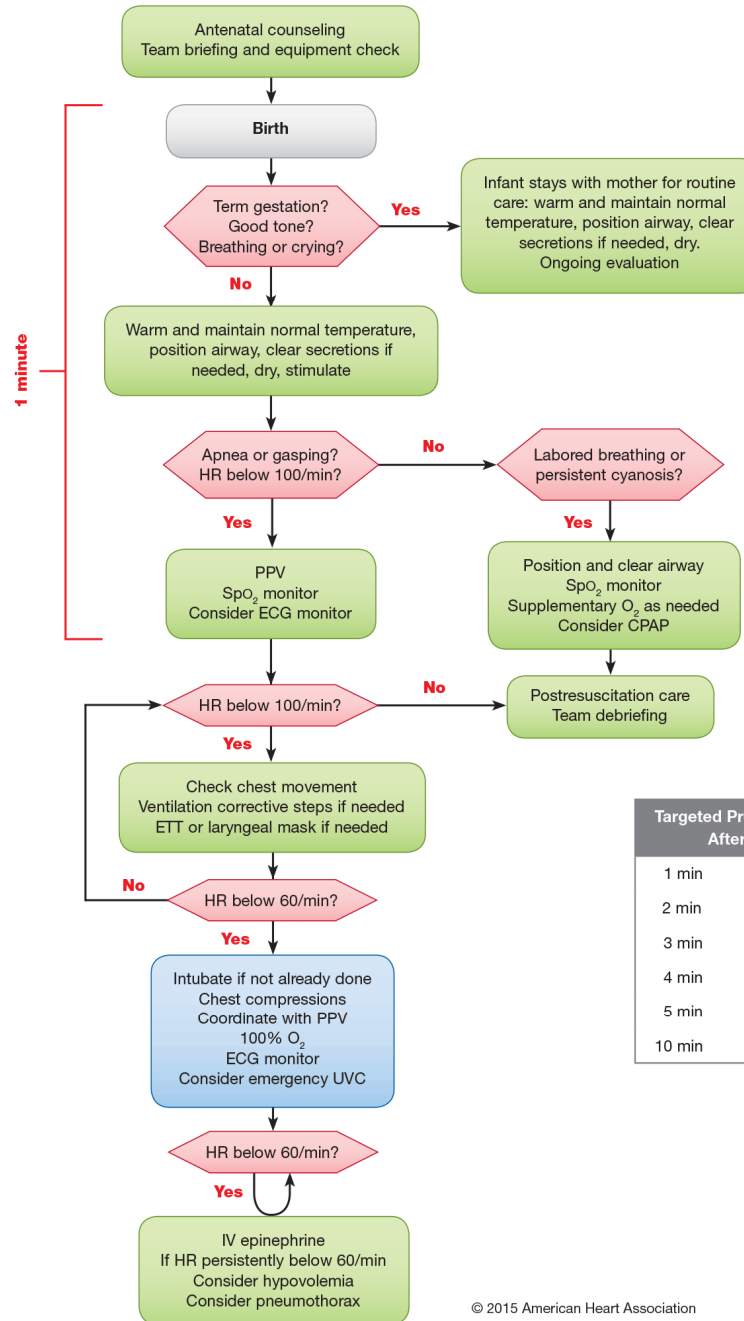 Antenatal counseling
Team briefing and equipment check
Birth
1 minute
Term gestation?
Good tone?
Breathing or crying?
Yes
Infant stays with mother for routine
care: warm and maintain normal
temperature, position airway, clear
secretions if needed, dry.
Ongoing evaluation
No
Warm and maintain normal temperature,
position airway, clear secretions if
needed, dry, stimulate
Apnea or gasping?
HR below 100/min?
No
Labored breathing or
persistent cyanosis?
Yes
Yes
PPV
SpO₂ monitor
Consider ECG monitor
Position and clear airway
SpO₂ monitor
Supplementary O₂ as needed
Consider CPAP
HR below 100/min?
No
Postresuscitation care
Team debriefing
Yes
Check chest movement
Ventilation corrective steps if needed
ETT or laryngeal mask if needed
Targeted
After
1 min
2 min
3 min
4 min
5 min
10 min
No
HR below 60/min?
Yes
Intubate if not already done
Chest compressions
Coordinate with PPV
100% O₂
ECG monitor
Consider emergency UVC
HR below 60/min?
Yes
IV epinephrine
If HR persistently below 60/min
Consider hypovolemia
Consider pneumothorax
© 2015 American Heart Association